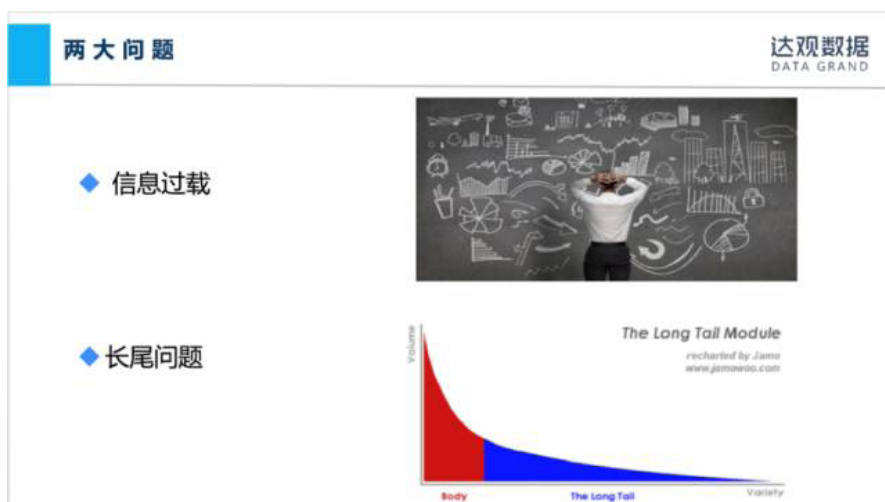 两大问题
达观数据
DATA GRAND
信息过载
长尾问题
The Long Tail Module
recharted by Jamo
www.jamowoo.com
Volume
Body
The Long Tail
Variety